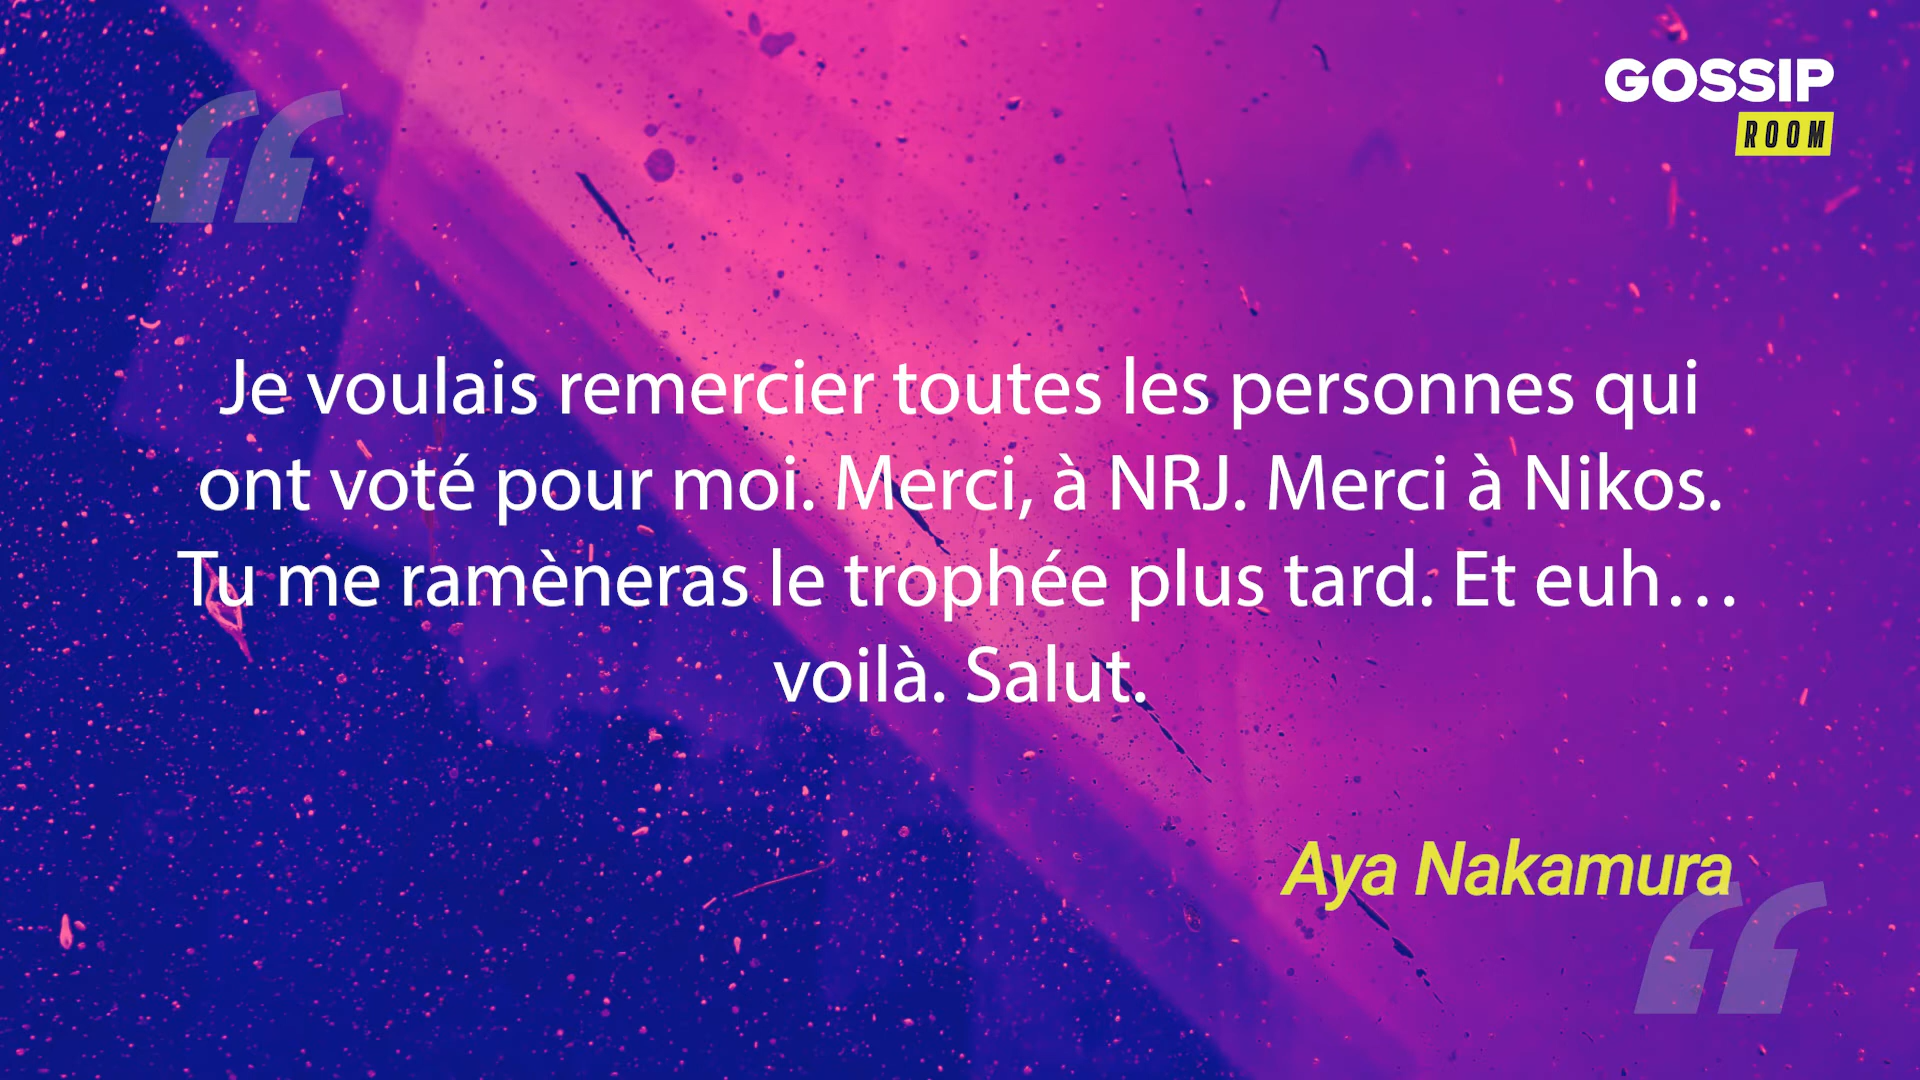 GOSSIP
ROOM
“
Je voulais remercier toutes les personnes qui
ont voté pour moi. Merci, à NRJ. Merci à Nikos.
Tu me ramèneras le trophée plus tard. Et euh…
voilà. Salut.
Aya Nakamura
“